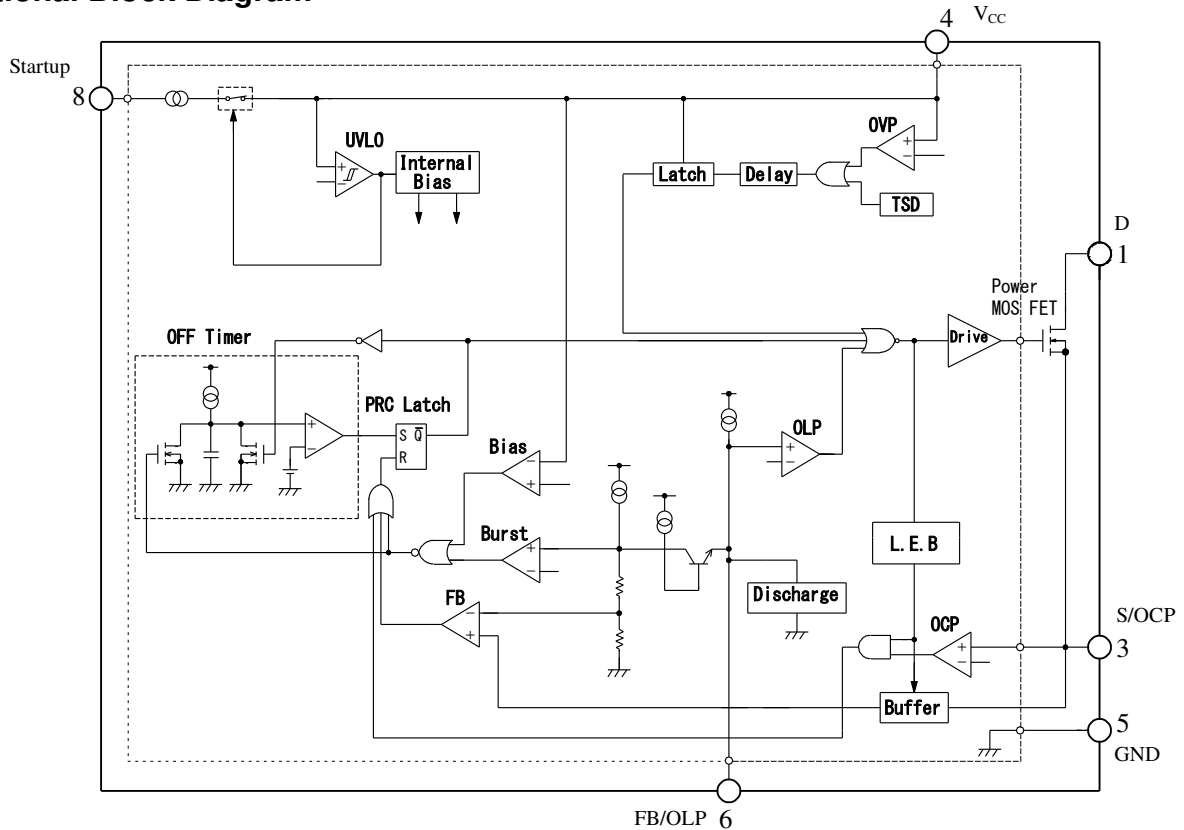 4 VCC
Startup
8
OVP
UVLO
Internal
Bias
Latch
Delay
TSD
D
1
Power
MOS FET
OFF Timer
Drive
PRC Latch
S Q̅
R
OLP
Bias
Burst
L.E.B
FB
Discharge
OCP
S/OCP
3
Buffer
5
GND
FB/OLP 6
+
−
+
−
+
−
+
−
−
+
+
−
−
+
+
−